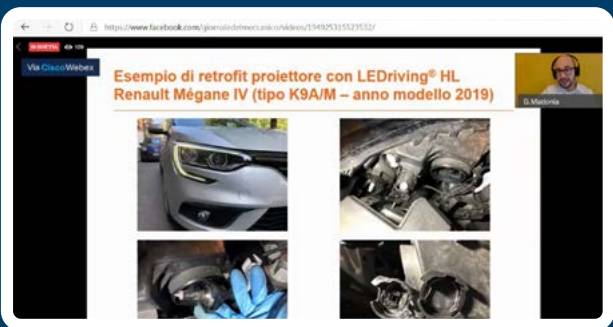 https://www.facebook.com/giornaledelmeccanico/videos/194925315523532/
IN DIRETTA 109
Via Cisco Webex
Esempio di retrofit proiettore con LEDriving® HL
Renault Mégane IV (tipo K9A/M – anno modello 2019)
G.Madonia